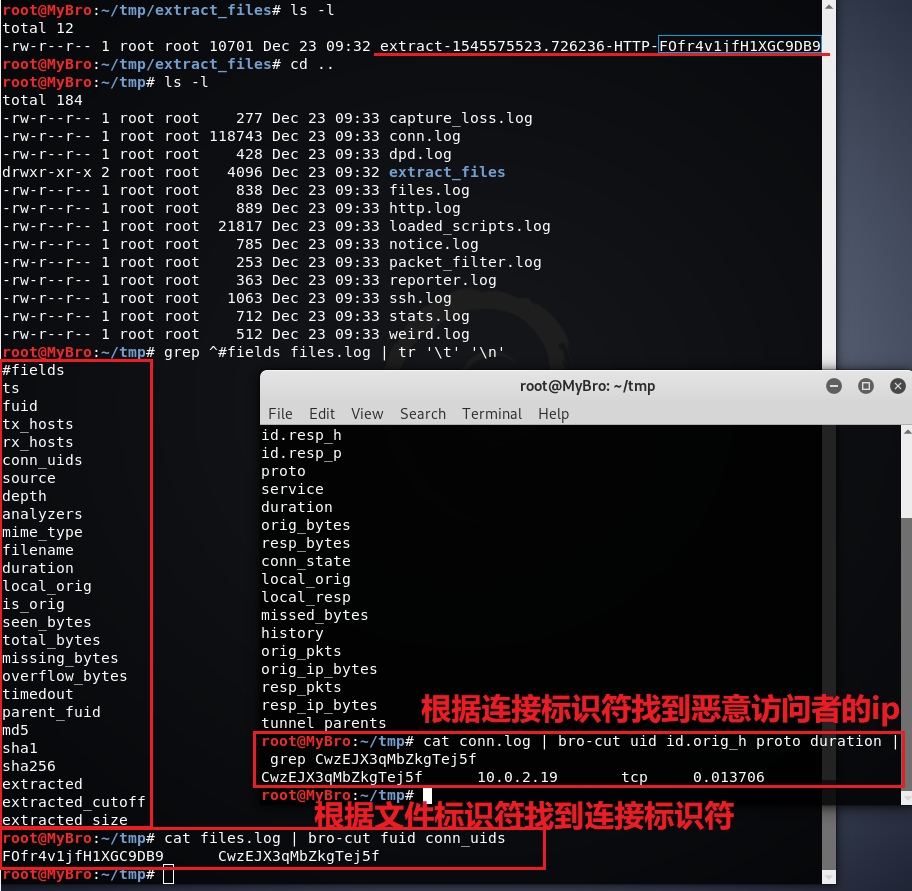 root@MyBro:~/tmp/extract_files# ls -l
total 12
-rw-r--r-- 1 root root 10701 Dec 23 09:32 extract-1545575523.726236-HTTP-FOfr4v1jfH1XGC9DB9
root@MyBro:~/tmp/extract_files# cd ..
root@MyBro:~/tmp# ls -l
total 184
-rw-r--r-- 1 root root    277 Dec 23 09:33 capture_loss.log
-rw-r--r-- 1 root root 118743 Dec 23 09:33 conn.log
-rw-r--r-- 1 root root    428 Dec 23 09:33 dpd.log
drwxr-xr-x 2 root root   4096 Dec 23 09:32 extract_files
-rw-r--r-- 1 root root    838 Dec 23 09:33 files.log
-rw-r--r-- 1 root root    889 Dec 23 09:33 http.log
-rw-r--r-- 1 root root  21817 Dec 23 09:33 loaded_scripts.log
-rw-r--r-- 1 root root    785 Dec 23 09:33 notice.log
-rw-r--r-- 1 root root    253 Dec 23 09:33 packet_filter.log
-rw-r--r-- 1 root root    363 Dec 23 09:33 reporter.log
-rw-r--r-- 1 root root   1063 Dec 23 09:33 ssh.log
-rw-r--r-- 1 root root    712 Dec 23 09:33 stats.log
-rw-r--r-- 1 root root    512 Dec 23 09:33 weird.log
root@MyBro:~/tmp# grep ^#fields files.log | tr '\t' '\n'
#fields
ts
fuid
tx_hosts
rx_hosts
conn_uids
source
depth
analyzers
mime_type
filename
duration
local_orig
is_orig
seen_bytes
total_bytes
missing_bytes
overflow_bytes
timedout
parent_fuid
md5
sha1
sha256
extracted
extracted_cutoff
extracted_size
root@MyBro:~/tmp# cat files.log | bro-cut fuid conn_uids
FOfr4v1jfH1XGC9DB9      CwzEJX3qMbZkgTej5f
root@MyBro:~/tmp#
root@MyBro: ~/tmp
File Edit View Search Terminal Help
id.resp_h
id.resp_p
proto
service
duration
orig_bytes
resp_bytes
conn_state
local_orig
local_resp
missed_bytes
history
orig_pkts
orig_ip_bytes
resp_pkts
resp_ip_bytes
tunnel_parents
根据连接标识符找到恶意访问者的ip
root@MyBro:~/tmp# cat conn.log | bro-cut uid id.orig_h proto duration |
grep CwzEJX3qMbZkgTej5f
CwzEJX3qMbZkgTej5f      10.0.2.19       tcp     0.013706
root@MyBro:~/tmp#
根据文件标识符找到连接标识符